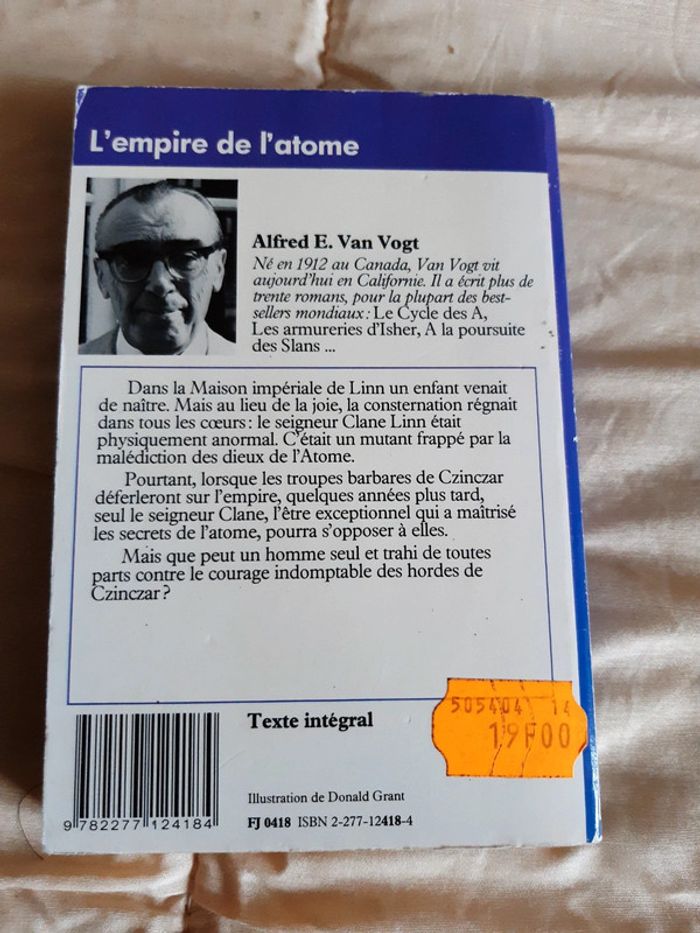 L'empire de l'atome
Alfred E. Van Vogt
Né en 1912 au Canada, Van Vogt vit
aujourd'hui en Californie. Il a écrit plus de
trente romans, pour la plupart des best-
sellers mondiaux : Le Cycle des A,
Les armureries d'Isher, A la poursuite
des Slans ...
Dans la Maison impériale de Linn un enfant venait
de naître. Mais au lieu de la joie, la consternation régnait
dans tous les cœurs : le seigneur Clane Linn était
physiquement anormal. C'était un mutant frappé par la
malédiction des dieux de l'Atome.
Pourtant, lorsque les troupes barbares de Czinczar
déferleront sur l'empire, quelques années plus tard,
seul le seigneur Clane, l'être exceptionnel qui a maîtrisé
les secrets de l'atome, pourra s'opposer à elles.
Mais que peut un homme seul et trahi de toutes
parts contre le courage indomptable des hordes de
Czinczar ?
505404 14
19F00
Texte intégral
Illustration de Donald Grant
FJ 0418 ISBN 2-277-12418-4
9 782277 124184